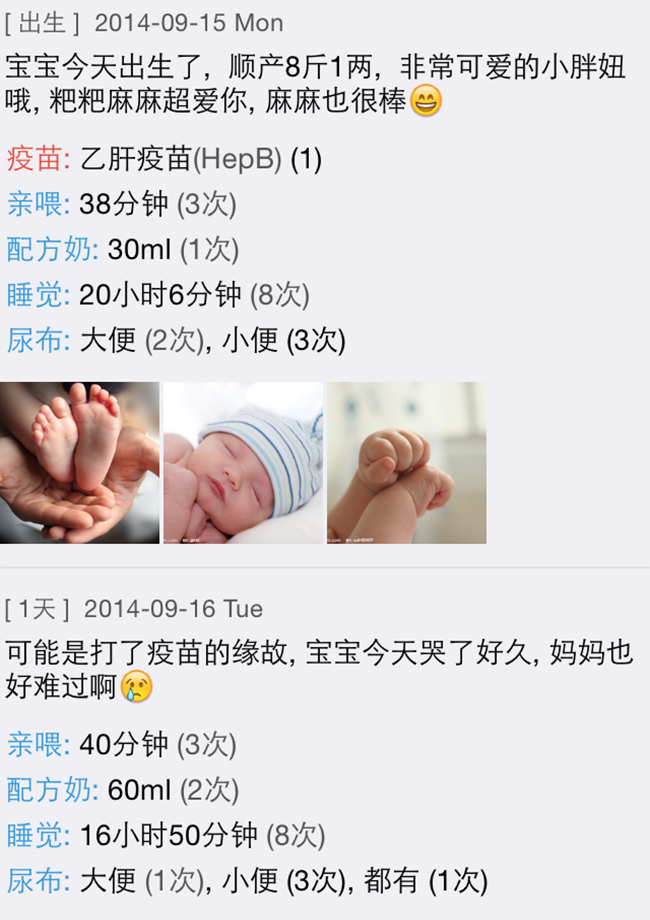 [ 出生 ] 2014-09-15 Mon
宝宝今天出生了，顺产8斤1两，非常可爱的小胖妞
哦, 粑粑麻麻超爱你, 麻麻也很棒😄
疫苗: 乙肝疫苗(HepB) (1)
亲喂: 38分钟 (3次)
配方奶: 30ml (1次)
睡觉: 20小时6分钟 (8次)
尿布: 大便 (2次), 小便 (3次)
[ 1天 ] 2014-09-16 Tue
可能是打了疫苗的缘故, 宝宝今天哭了好久, 妈妈也
好难过啊😢
亲喂: 40分钟 (3次)
配方奶: 60ml (2次)
睡觉: 16小时50分钟 (8次)
尿布: 大便 (1次), 小便 (3次), 都有 (1次)